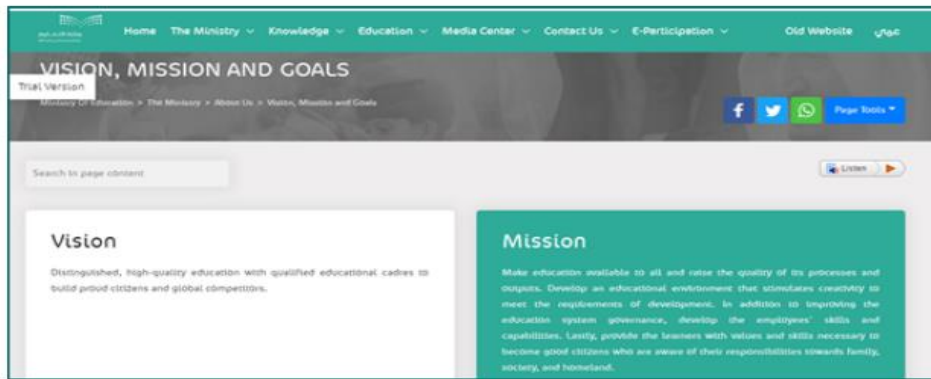 Home The Ministry Knowledge Education Media Center Contact Us E-Participation Old Website عربي
VISION, MISSION AND GOALS
Trial Version
Ministry Of Education > The Ministry > About Us > Vision, Mission and Goals
Page Tools
Search in page content
Listen
Vision
Distinguished, high-quality education with qualified educational cadres to
build proud citizens and global competitors.
Mission
Make education available to all and raise the quality of its processes and
outputs. Develop an educational environment that stimulates creativity to
meet the requirements of development. In addition to improving the
education system governance, develop the employees' skills and
capabilities. Lastly, provide the learners with values and skills necessary to
become good citizens who are aware of their responsibilities towards family,
society, and homeland.